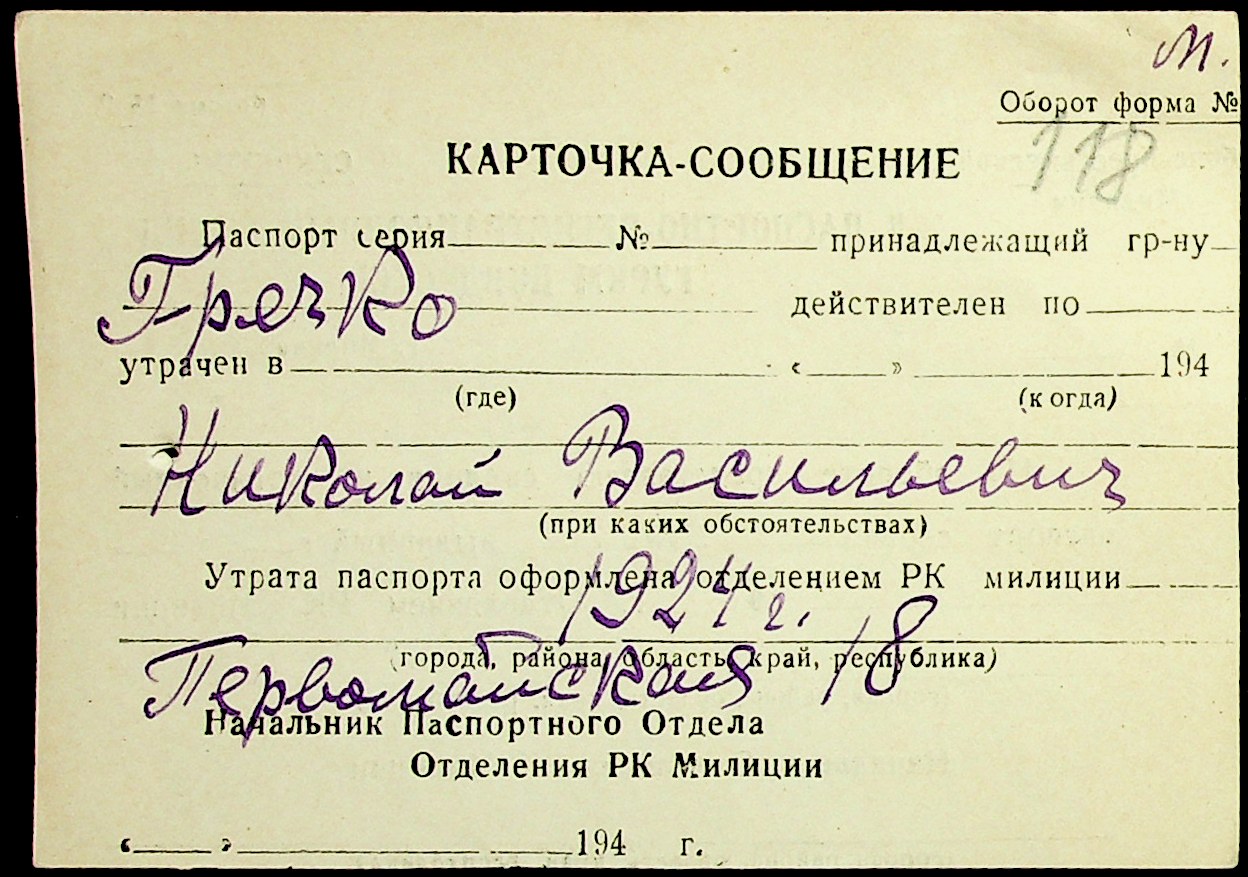 м.
Оборот форма №
118
КАРТОЧКА-СООБЩЕНИЕ
Паспорт серия № принадлежащий гр-ну
Гречко
действителен по
утрачен в « » 194
(где) (когда)
Николай Васильевич
(при каких обстоятельствах)
Утрата паспорта оформлена отделением РК милиции
1924 г.
(города, района, область, край, республика)
Первомайская 18
Начальник Паспортного Отдела
Отделения РК Милиции
« » 194 г.